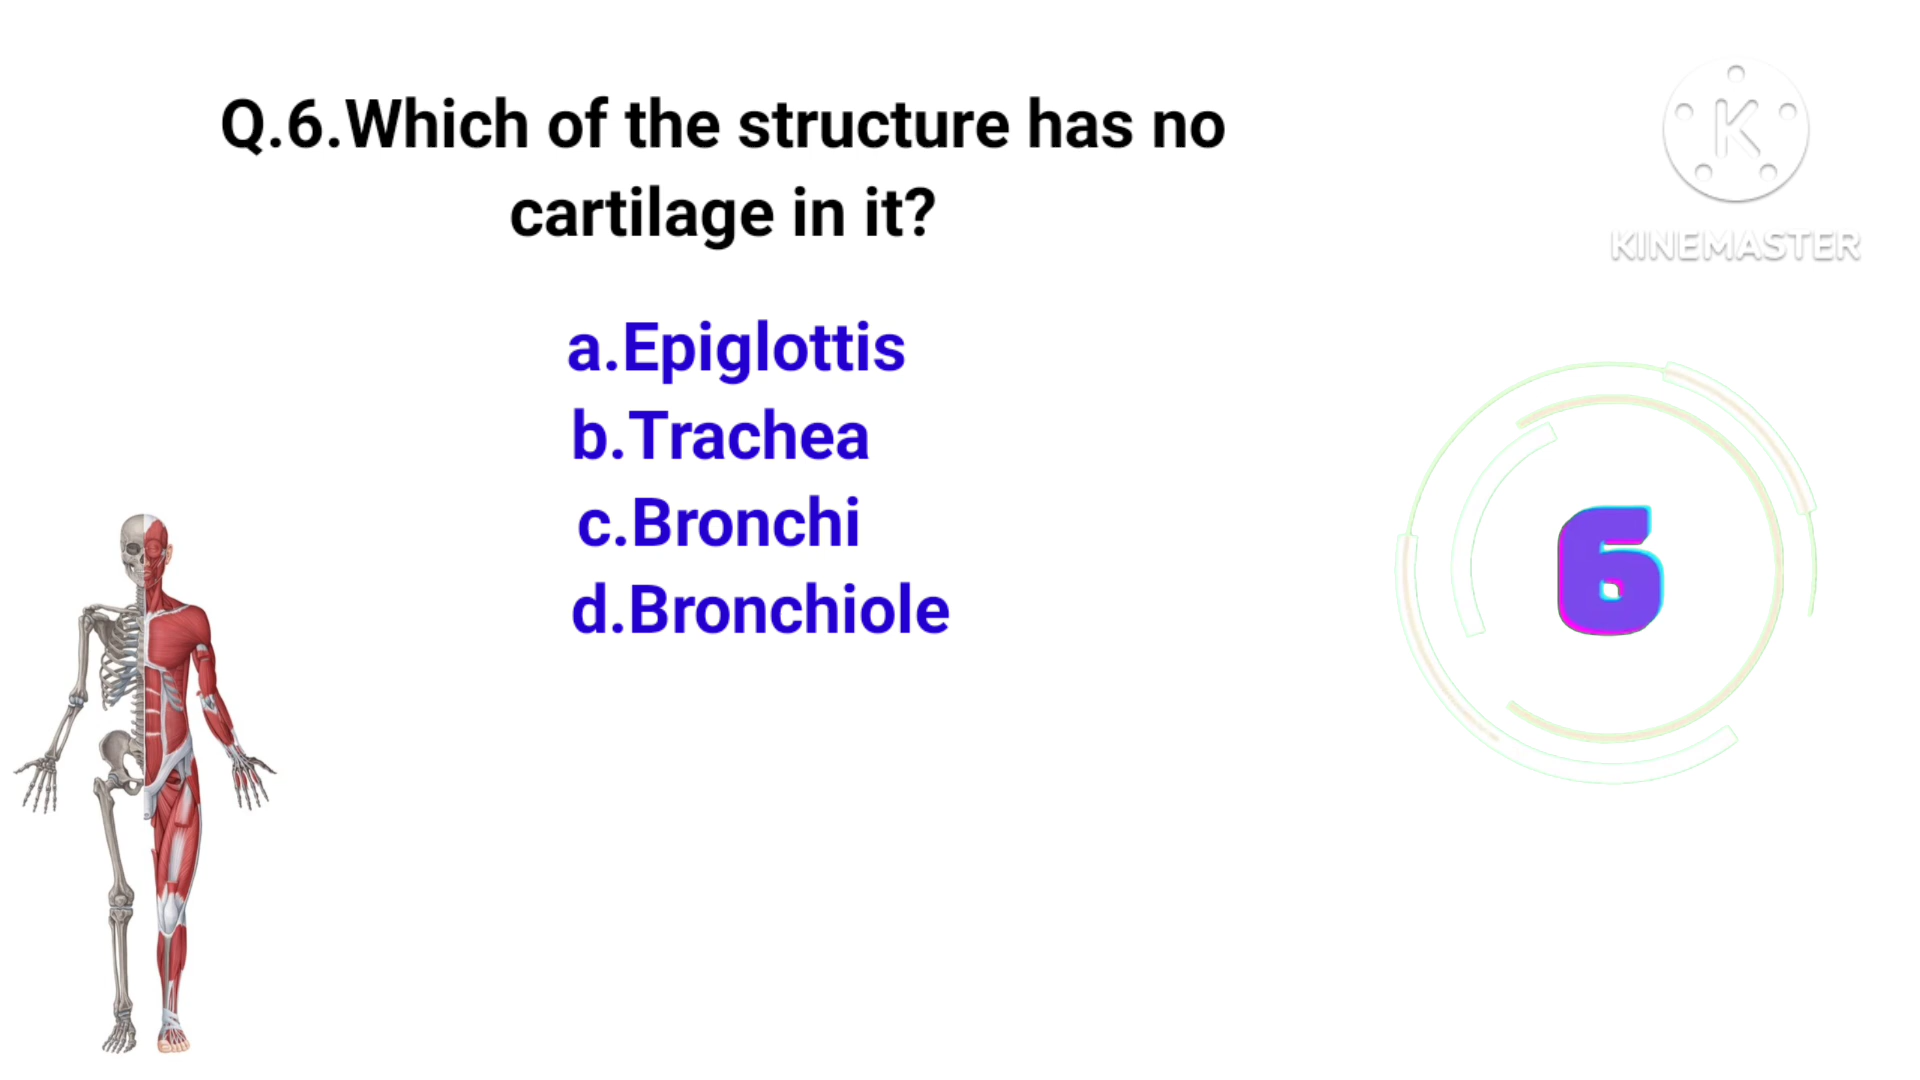 Q.6.Which of the structure has no
cartilage in it?
a.Epiglottis
b.Trachea
c.Bronchi
d.Bronchiole
K
KINEMASTER
6